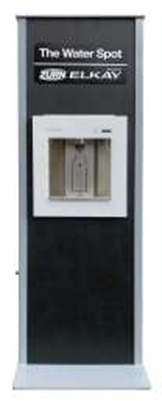 The Water Spot
ZURN ELKAY